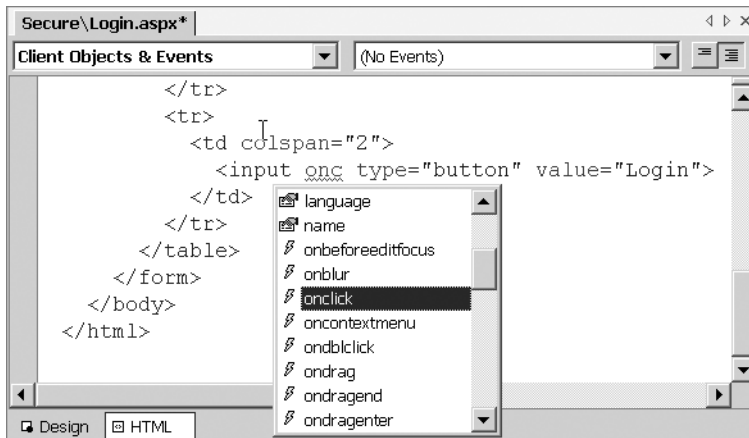 Secure\Login.aspx*
Client Objects & Events
(No Events)
</tr>
<tr>
<td colspan="2">
<input onc type="button" value="Login">
</td>
</tr>
</table>
</form>
</body>
</html>
language
name
onbeforeeditfocus
onblur
onclick
oncontextmenu
ondblclick
ondrag
ondragend
ondragenter
Design
HTML